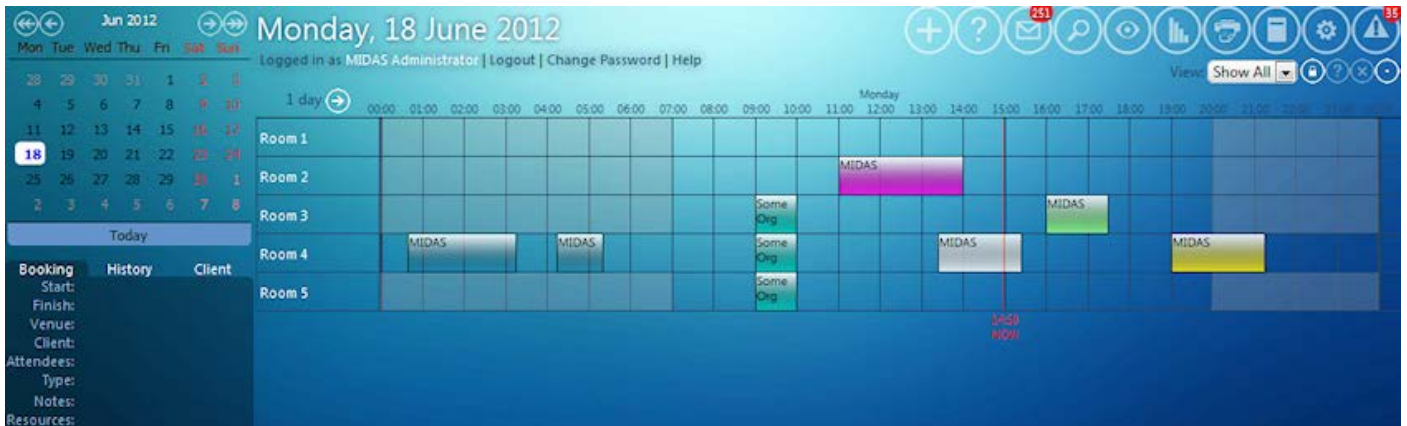 Jun 2012
Mon Tue Wed Thu Fri Sat Sun
28 29 30 31 1 2 3
4 5 6 7 8 9 10
11 12 13 14 15 16 17
18 19 20 21 22 23 24
25 26 27 28 29 30 1
2 3 4 5 6 7 8
Today
Booking History Client
Start:
Finish:
Venue:
Client:
Attendees:
Type:
Notes:
Resources:
Monday, 18 June 2012
Logged in as MIDAS Administrator | Logout | Change Password | Help
? 251 35
View: Show All
1 day
Monday
00:00 01:00 02:00 03:00 04:00 05:00 06:00 07:00 08:00 09:00 10:00 11:00 12:00 13:00 14:00 15:00 16:00 17:00 18:00 19:00 20:00 21:00 22:00
Room 1
Room 2 MIDAS
Room 3 Some Org MIDAS
Room 4 MIDAS MIDAS Some Org MIDAS MIDAS
Room 5 Some Org
14:59
NOW